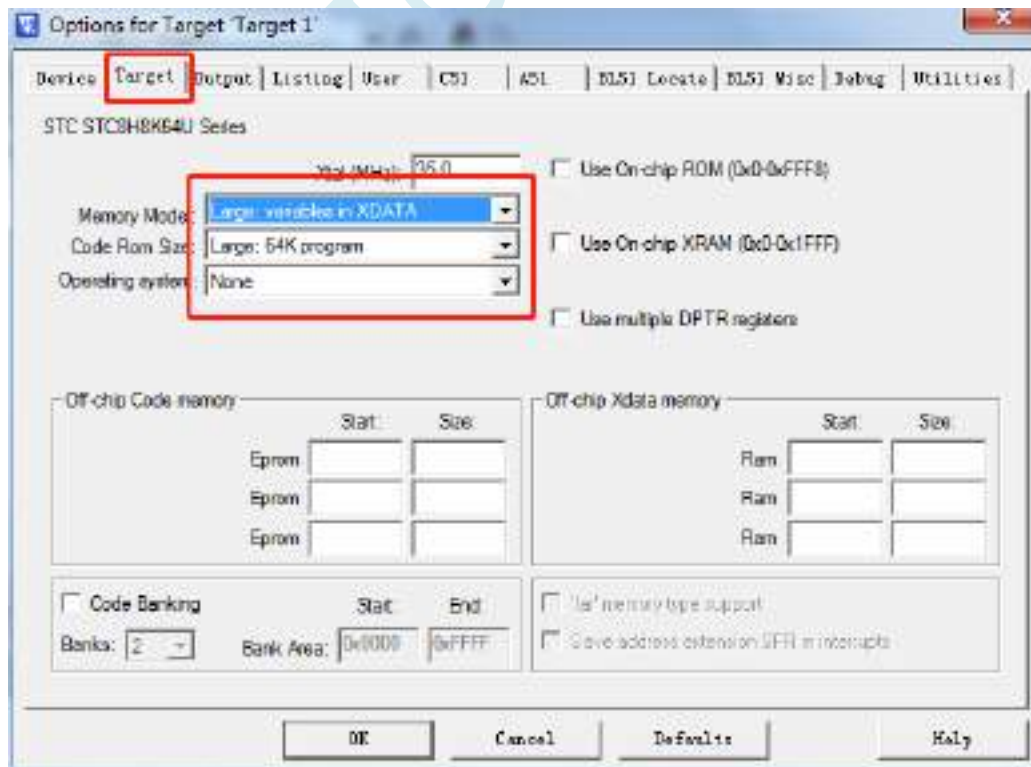 Options for Target 'Target 1'
Device Target Output Listing User C51 A51 BL51 Locate BL51 Misc Debug Utilities
STC STC8H8K64U Series
Xtal (MHz): 35.0 Use On-chip ROM (0x0-0xFFF8)
Memory Mode: Large: variables in XDATA
Code Rom Size: Large: 64K program Use On-chip XRAM (0x0-0x1FFF)
Operating system: None
Use multiple DPTR registers
Off-chip Code memory Off-chip Xdata memory
Start: Size: Start: Size:
Eprom Ram
Eprom Ram
Eprom Ram
Code Banking Start: End: 'far' memory type support
Banks: 2 Bank Area: 0x0000 0xFFFF Save address extension SFR in interrupts
OK Cancel Defaults Help